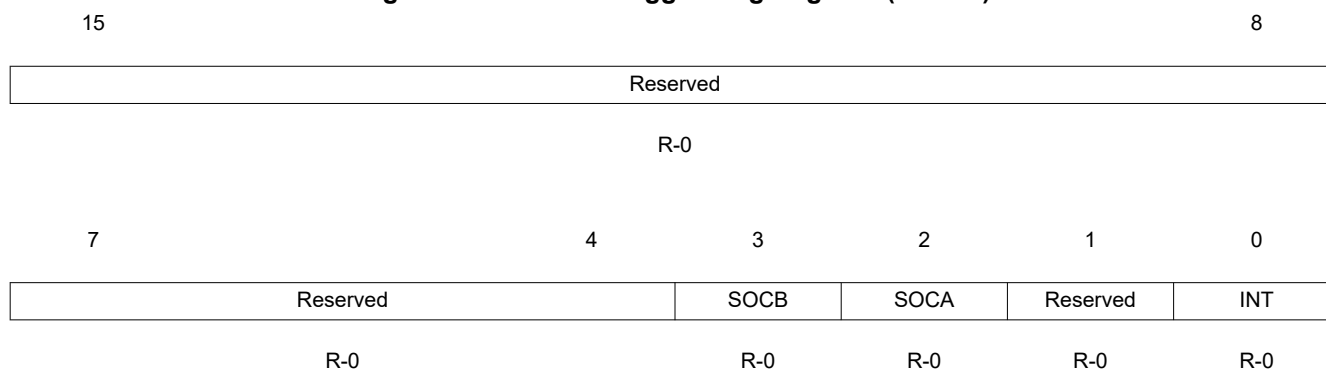 15 8
Reserved
R-0
7 4 3 2 1 0
Reserved SOCB SOCA Reserved INT
R-0 R-0 R-0 R-0 R-0